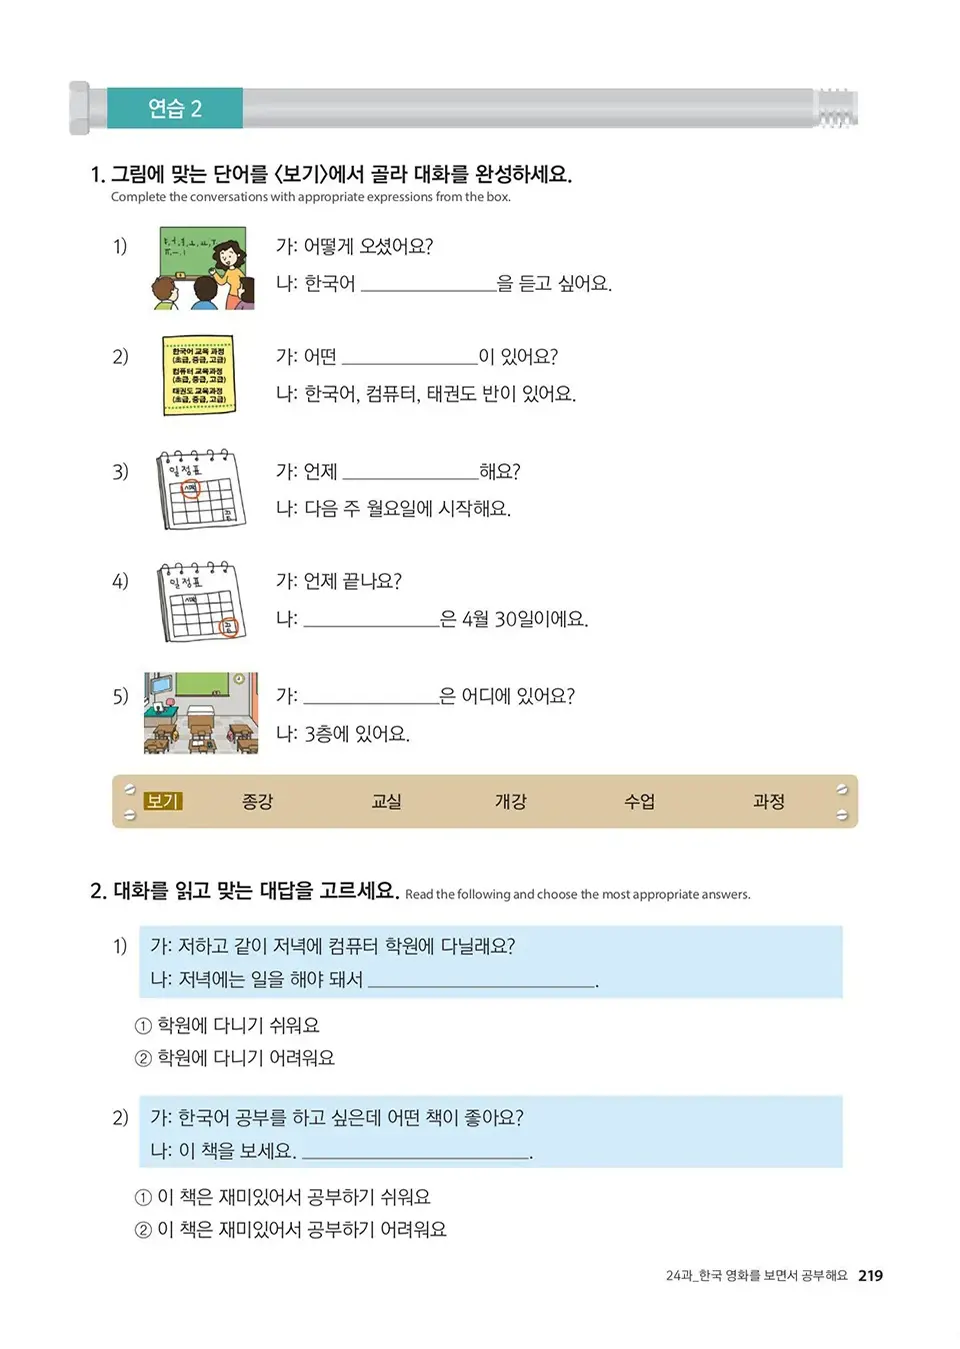 연습 2
1. 그림에 맞는 단어를 <보기>에서 골라 대화를 완성하세요.
Complete the conversations with appropriate expressions from the box.
1)
가: 어떻게 오셨어요?
나: 한국어 ______________을 듣고 싶어요.
2)
한국어 교육 과정
(초급, 중급, 고급)
컴퓨터 교육과정
(초급, 중급, 고급)
태권도 교육과정
(초급, 중급, 고급)
가: 어떤 ______________이 있어요?
나: 한국어, 컴퓨터, 태권도 반이 있어요.
3)
일정표
끝
가: 언제 ______________해요?
나: 다음 주 월요일에 시작해요.
4)
일정표
끝
가: 언제 끝나요?
나: ______________은 4월 30일이에요.
5)
가: ______________은 어디에 있어요?
나: 3층에 있어요.
보기 종강 교실 개강 수업 과정
2. 대화를 읽고 맞는 대답을 고르세요. Read the following and choose the most appropriate answers.
1)
가: 저하고 같이 저녁에 컴퓨터 학원에 다닐래요?
나: 저녁에는 일을 해야 돼서 ________________________.
① 학원에 다니기 쉬워요
② 학원에 다니기 어려워요
2)
가: 한국어 공부를 하고 싶은데 어떤 책이 좋아요?
나: 이 책을 보세요. ________________________.
① 이 책은 재미있어서 공부하기 쉬워요
② 이 책은 재미있어서 공부하기 어려워요
24과_한국 영화를 보면서 공부해요 219